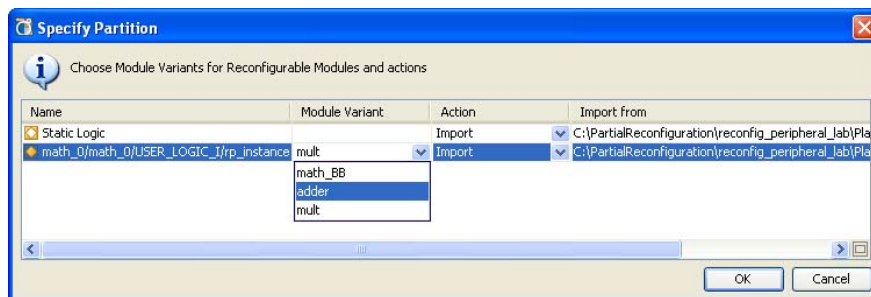 Specify Partition
Choose Module Variants for Reconfigurable Modules and actions
Name Module Variant Action Import from
Static Logic Import C:\PartialReconfiguration\reconfig_peripheral_lab\Pla
math_0/math_0/USER_LOGIC_I/rp_instance mult Import C:\PartialReconfiguration\reconfig_peripheral_lab\Pla
math_BB
adder
mult
OK Cancel